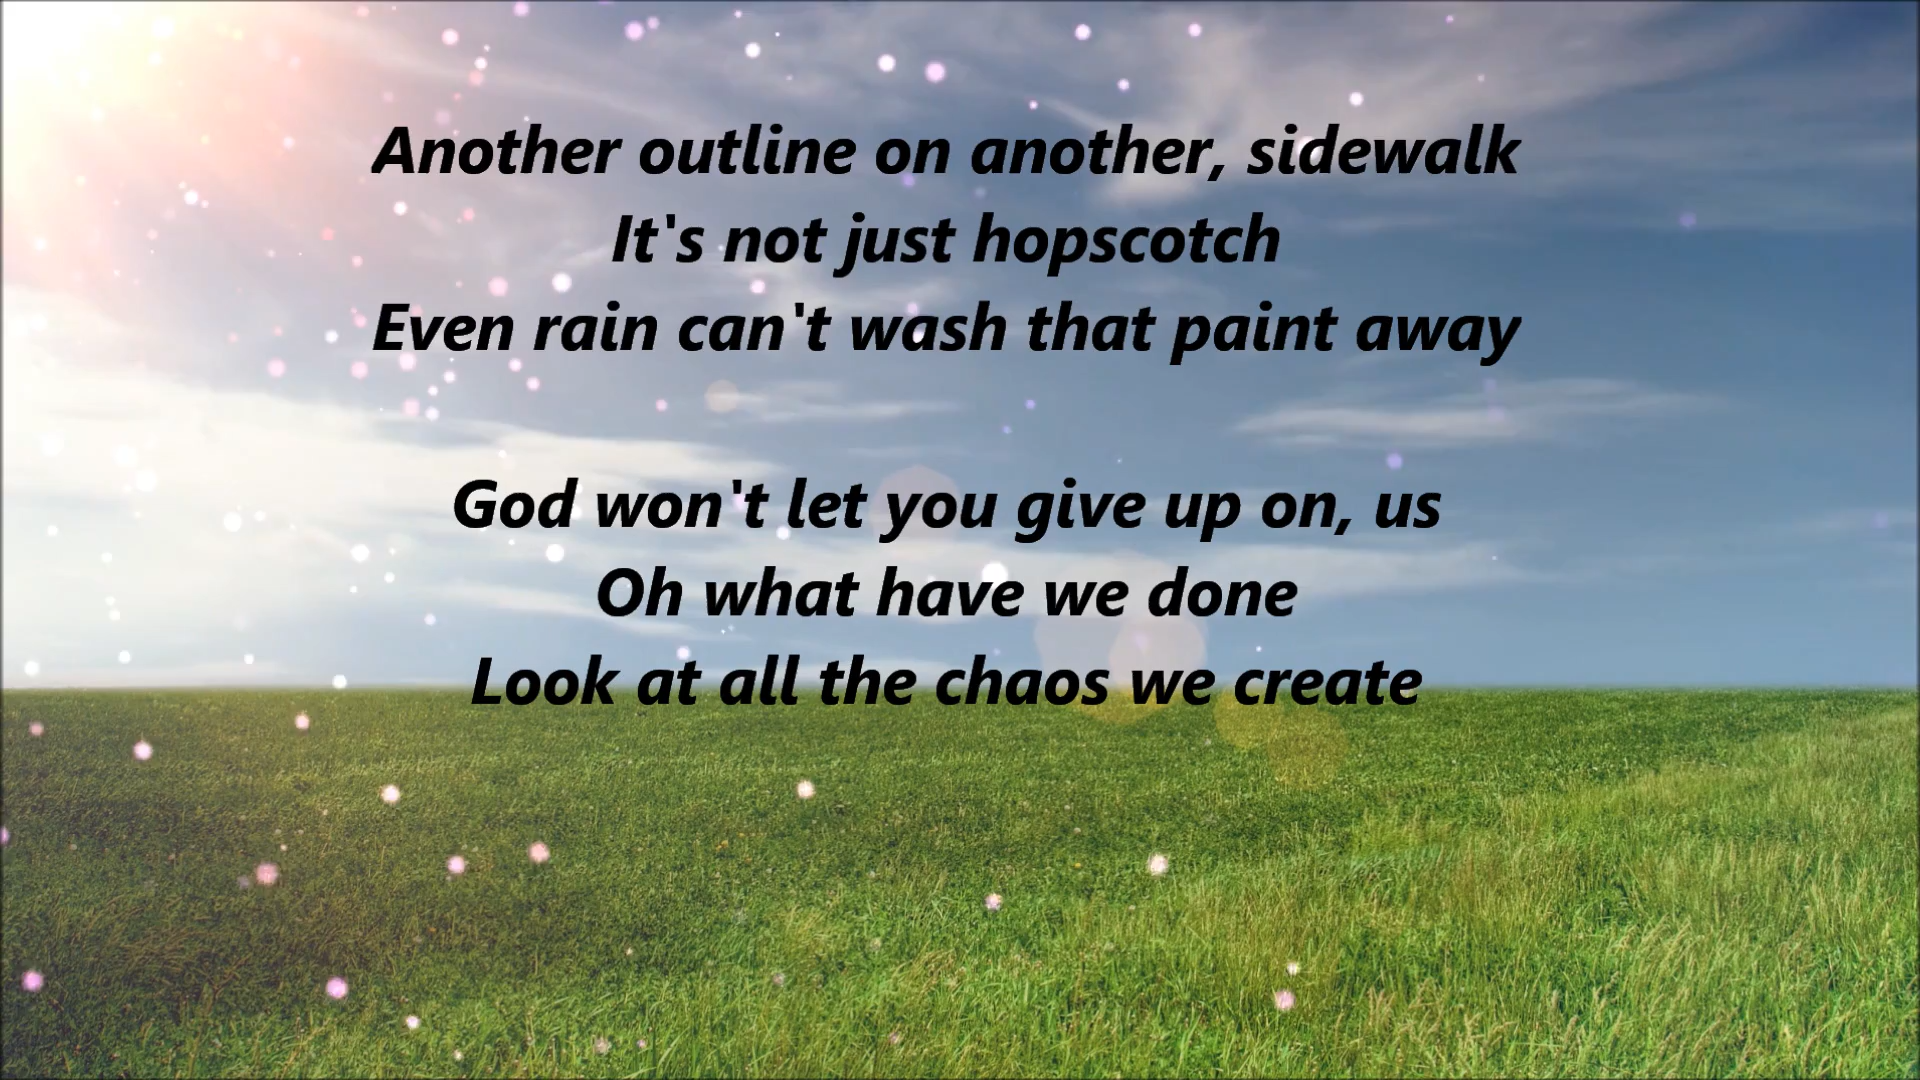 Another outline on another, sidewalk
It's not just hopscotch
Even rain can't wash that paint away
God won't let you give up on, us
Oh what have we done
Look at all the chaos we create